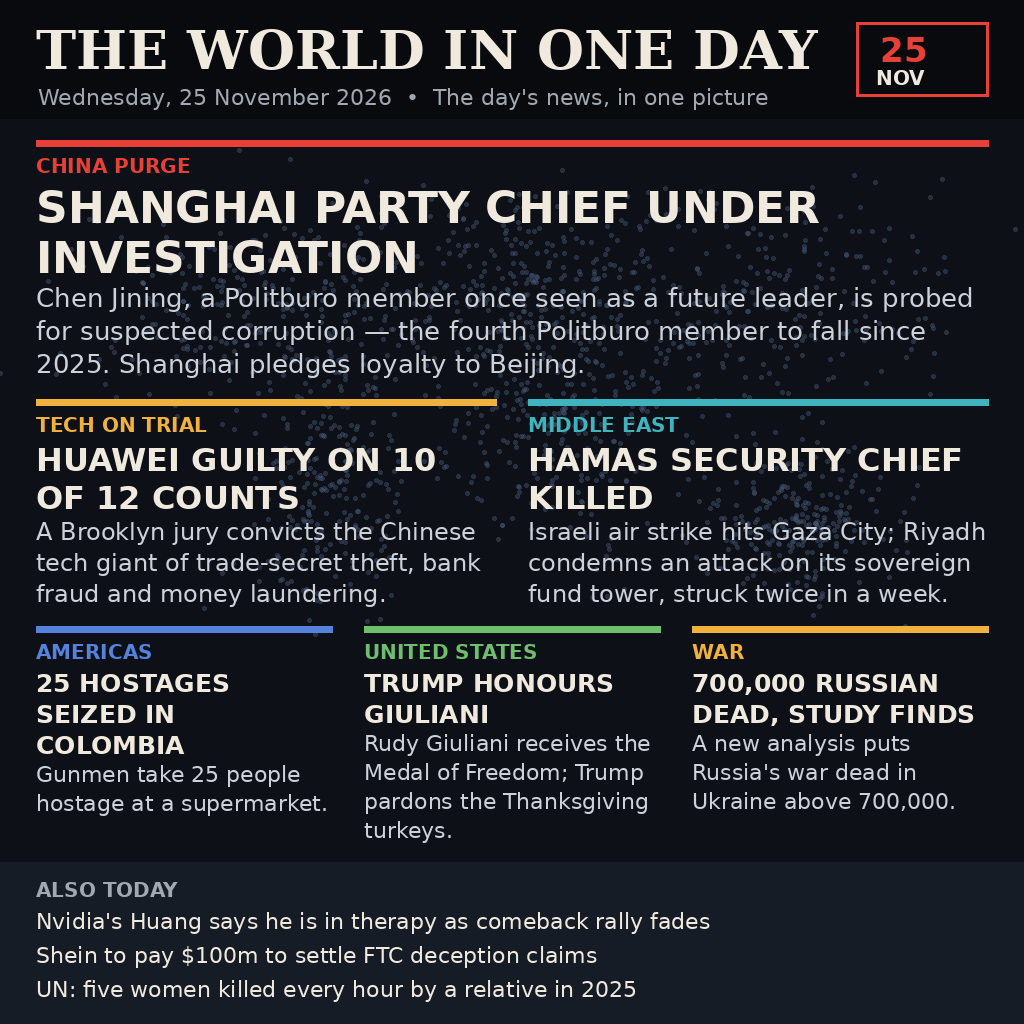 THE WORLD IN ONE DAY
Wednesday, 25 November 2026 • The day's news, in one picture
25
NOV
CHINA PURGE
SHANGHAI PARTY CHIEF UNDER
INVESTIGATION
Chen Jining, a Politburo member once seen as a future leader, is probed
for suspected corruption — the fourth Politburo member to fall since
2025. Shanghai pledges loyalty to Beijing.
TECH ON TRIAL
HUAWEI GUILTY ON 10
OF 12 COUNTS
A Brooklyn jury convicts the Chinese
tech giant of trade-secret theft, bank
fraud and money laundering.
MIDDLE EAST
HAMAS SECURITY CHIEF
KILLED
Israeli air strike hits Gaza City; Riyadh
condemns an attack on its sovereign
fund tower, struck twice in a week.
AMERICAS
25 HOSTAGES
SEIZED IN
COLOMBIA
Gunmen take 25 people
hostage at a supermarket.
UNITED STATES
TRUMP HONOURS
GIULIANI
Rudy Giuliani receives the
Medal of Freedom; Trump
pardons the Thanksgiving
turkeys.
WAR
700,000 RUSSIAN
DEAD, STUDY FINDS
A new analysis puts
Russia's war dead in
Ukraine above 700,000.
ALSO TODAY
Nvidia's Huang says he is in therapy as comeback rally fades
Shein to pay $100m to settle FTC deception claims
UN: five women killed every hour by a relative in 2025